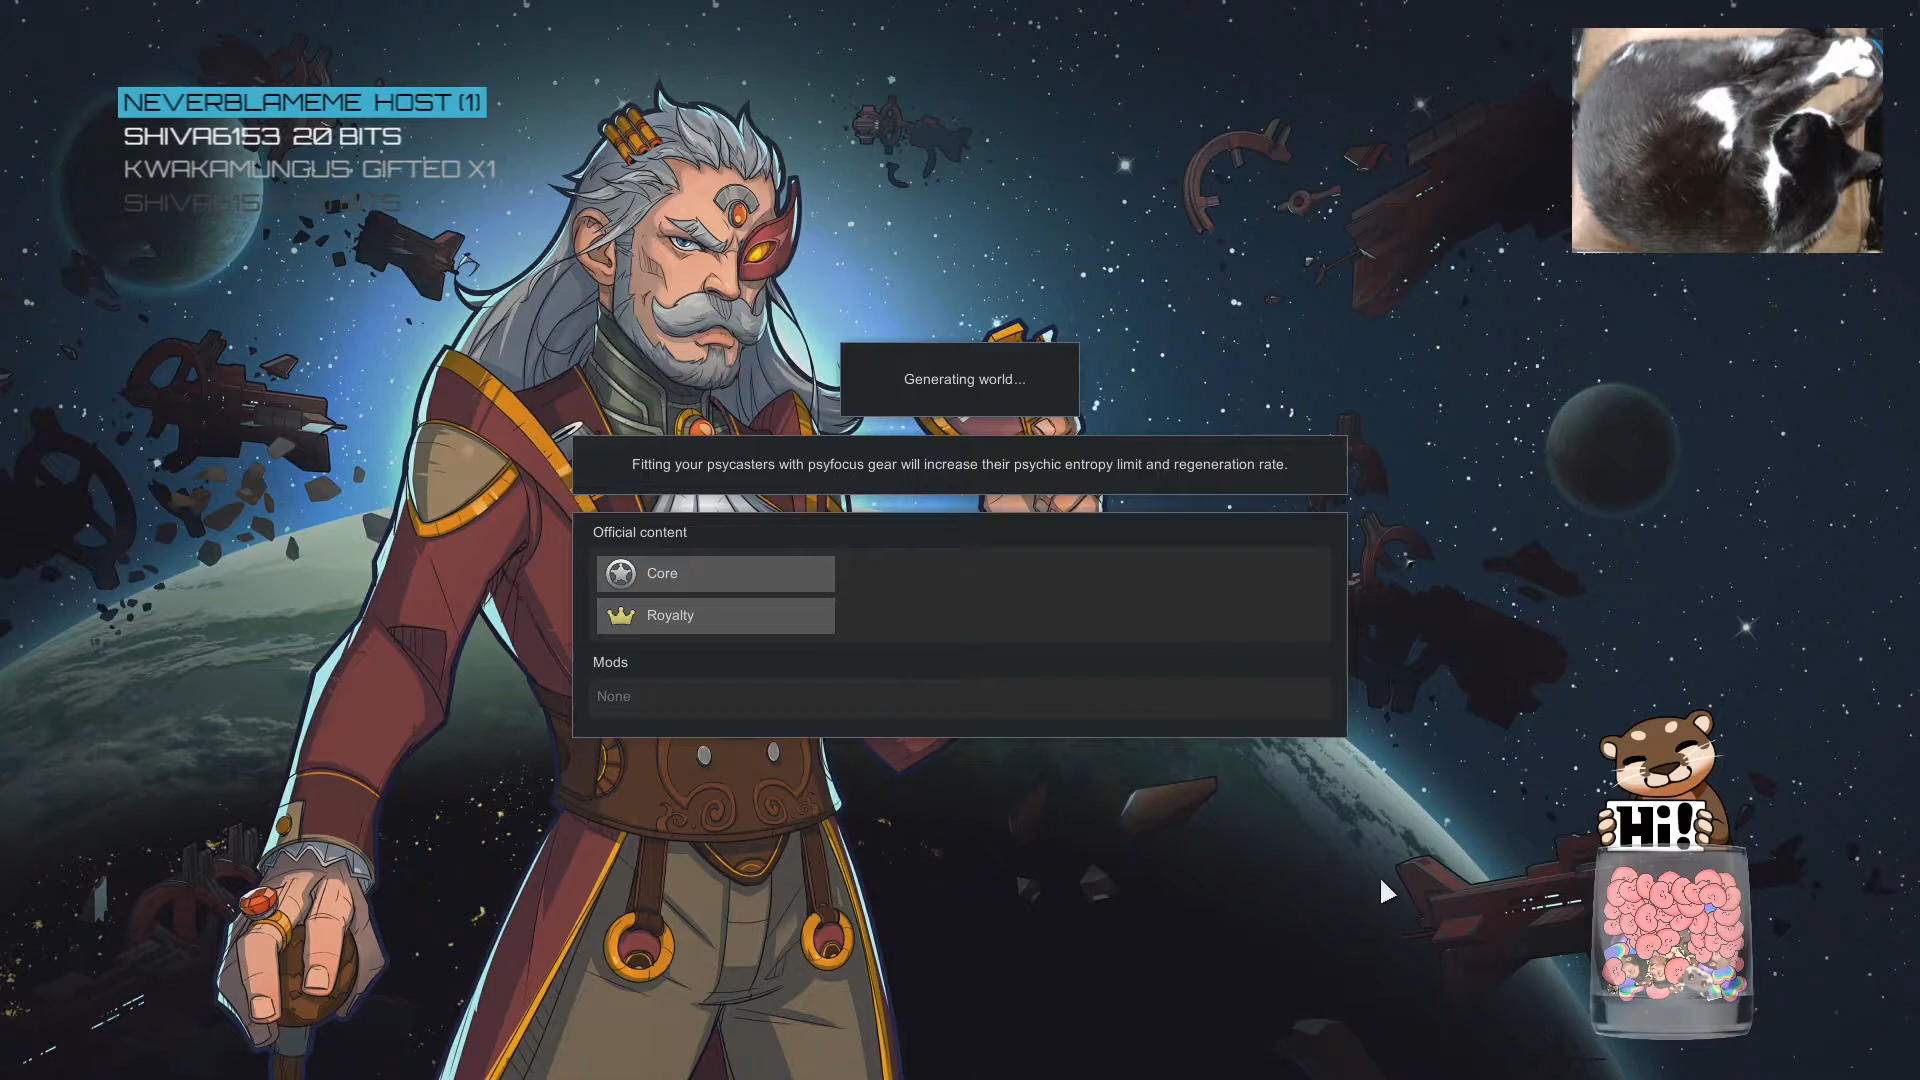 NEVERBLAMEME HOST (1)
SHIVA6153 20 BITS
KWAKAMUNGUS GIFTED X1
Generating world...
Fitting your psycasters with psyfocus gear will increase their psychic entropy limit and regeneration rate.
Official content
Core
Royalty
Mods
None
Hi!